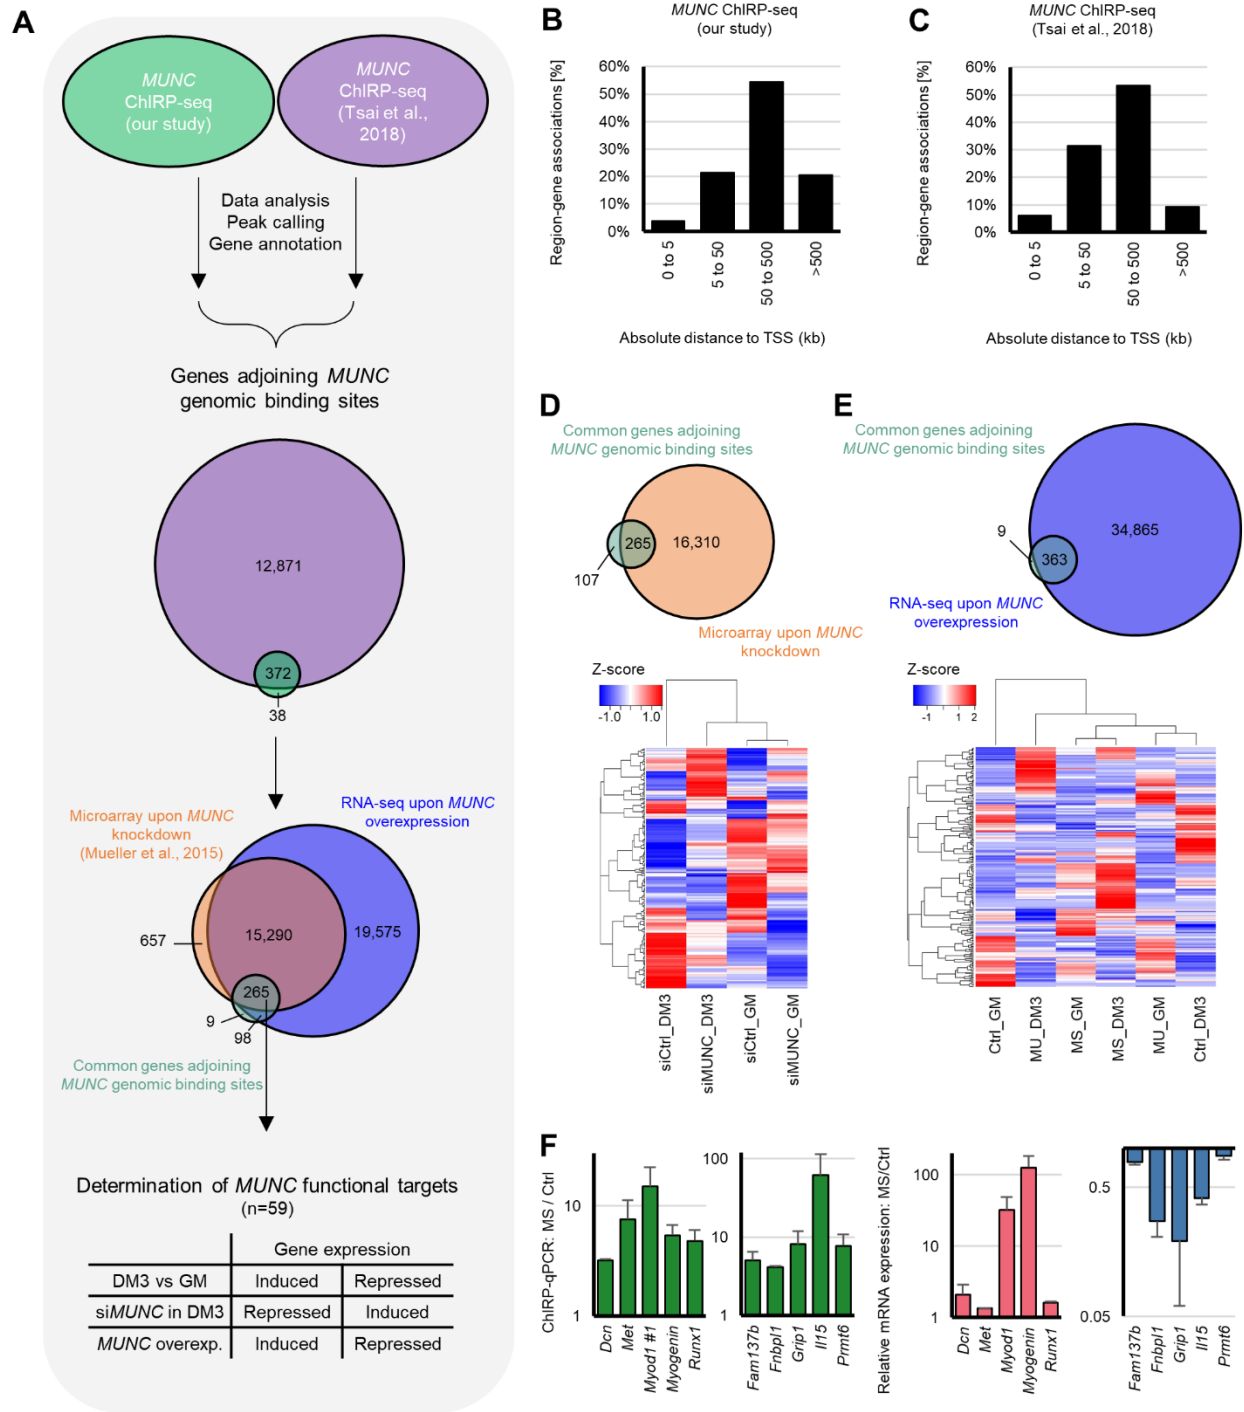 A
MUNC
ChIRP-seq
(our study)
MUNC
ChIRP-seq
(Tsai et al.,
2018)
Data analysis
Peak calling
Gene annotation
Genes adjoining MUNC
genomic binding sites
12,871
372
38
Microarray upon MUNC
knockdown
(Mueller et al., 2015)
RNA-seq upon MUNC
overexpression
657
15,290
19,575
265
9
98
Common genes adjoining
MUNC genomic binding sites
Determination of MUNC functional targets
(n=59)
Gene expression
DM3 vs GM Induced Repressed
siMUNC in DM3 Repressed Induced
MUNC overexp. Induced Repressed
B
MUNC ChIRP-seq
(our study)
Region-gene associations [%]
60%
50%
40%
30%
20%
10%
0%
0 to 5
5 to 50
50 to 500
>500
Absolute distance to TSS (kb)
C
MUNC ChIRP-seq
(Tsai et al., 2018)
Region-gene associations [%]
60%
50%
40%
30%
20%
10%
0%
0 to 5
5 to 50
50 to 500
>500
Absolute distance to TSS (kb)
D
Common genes adjoining
MUNC genomic binding sites
265
16,310
107
Microarray upon MUNC
knockdown
Z-score
-1.0 1.0
siCtrl_DM3
siMUNC_DM3
siCtrl_GM
siMUNC_GM
E
Common genes adjoining
MUNC genomic binding sites
9
34,865
363
RNA-seq upon MUNC
overexpression
Z-score
-1 1 2
Ctrl_GM
MU_DM3
MS_GM
MS_DM3
MU_GM
Ctrl_DM3
F
ChIRP-qPCR: MS / Ctrl
10
1
Dcn
Met
Myod1 #1
Myogenin
Runx1
100
10
1
Fam137b
Fnbpl1
Grip1
Il15
Prmt6
Relative mRNA expression: MS/Ctrl
100
10
1
Dcn
Met
Myod1
Myogenin
Runx1
0.5
0.05
Fam137b
Fnbpl1
Grip1
Il15
Prmt6